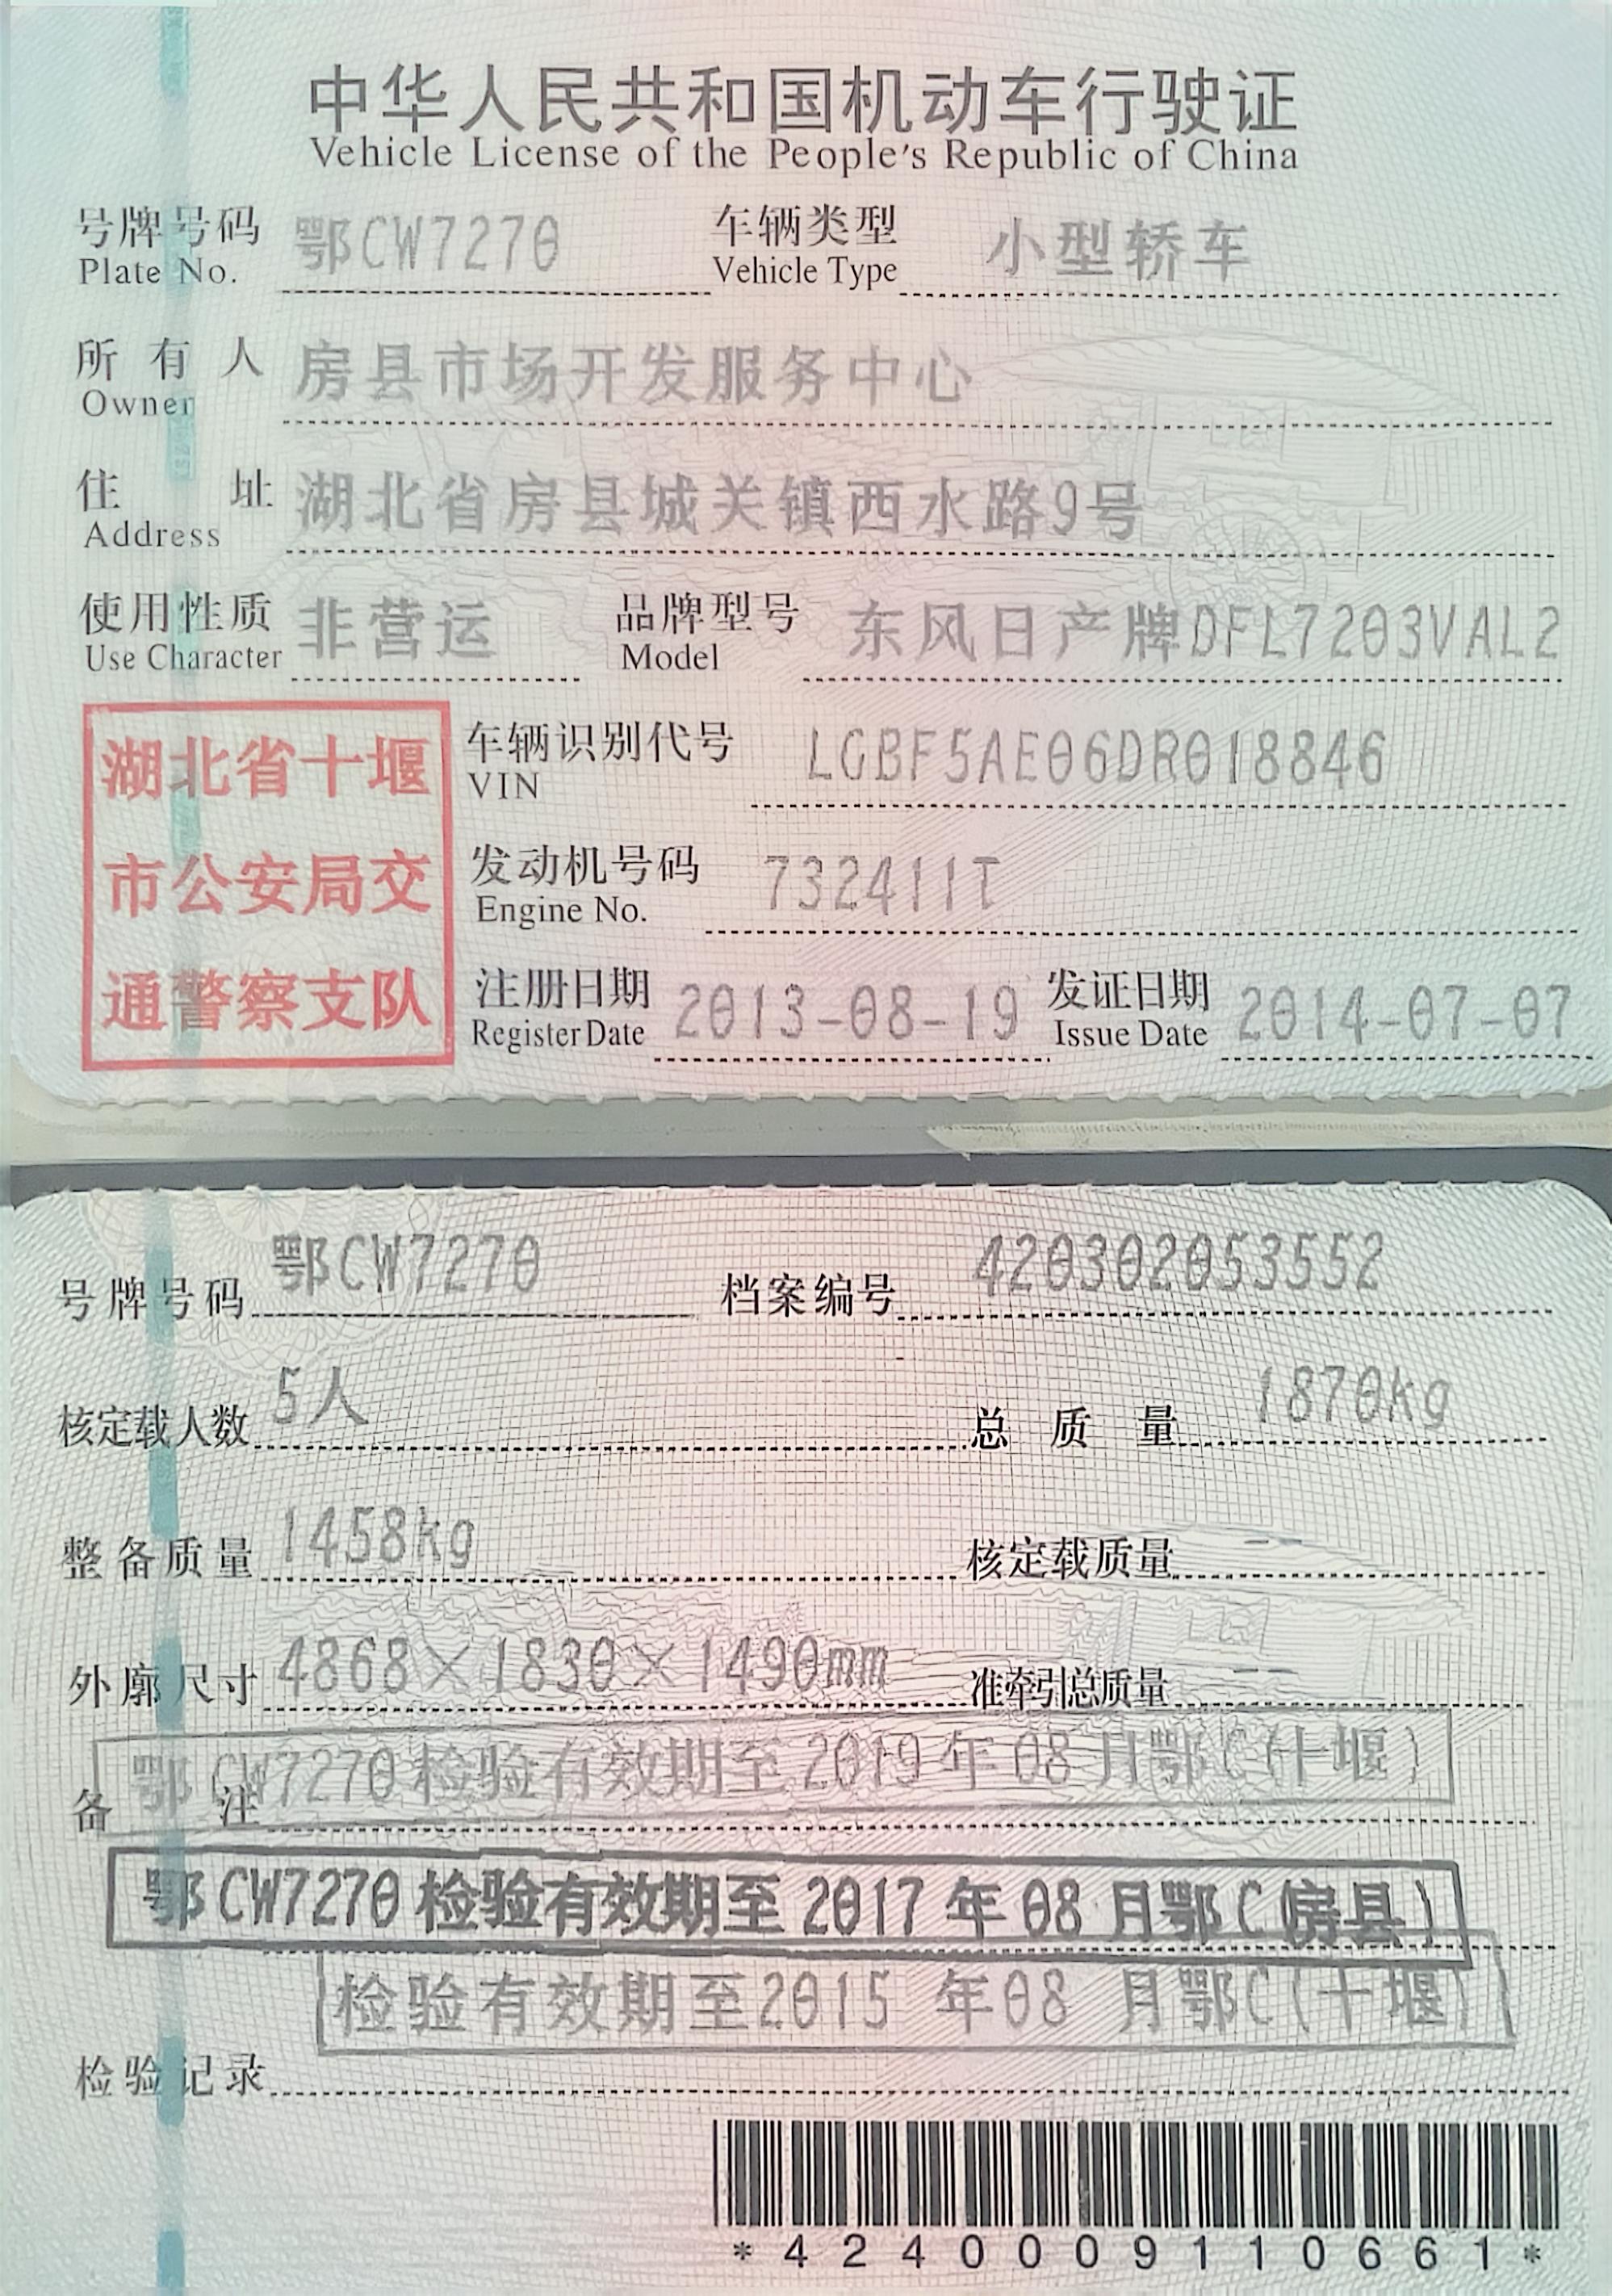 中华人民共和国机动车行驶证
Vehicle License of the People's Republic of China
号牌号码 鄂CW7270 车辆类型 小型轿车
Plate No. Vehicle Type
所有人 房县市场开发服务中心
Owner
住址 湖北省房县城关镇西水路9号
Address
使用性质 非营运 品牌型号 东风日产牌DFL7203VAL2
Use Character Model
湖北省十堰
市公安局交
通警察支队
车辆识别代号 LGBF5AE06DR018846
VIN
发动机号码 732411T
Engine No.
注册日期 2013-08-19 发证日期 2014-07-07
Register Date Issue Date
号牌号码 鄂CW7270 档案编号 420302053552
核定载人数 5人 总质量 1870kg
整备质量 1458kg 核定载质量 --
外廓尺寸 4868×1830×1490mm 准牵引总质量 --
鄂CW7270检验有效期至2019年08月鄂C(十堰)
备注
鄂CW7270检验有效期至2017年08月鄂C(房县)
检验有效期至2015年08月鄂C(十堰)
检验记录
*4240009110661*